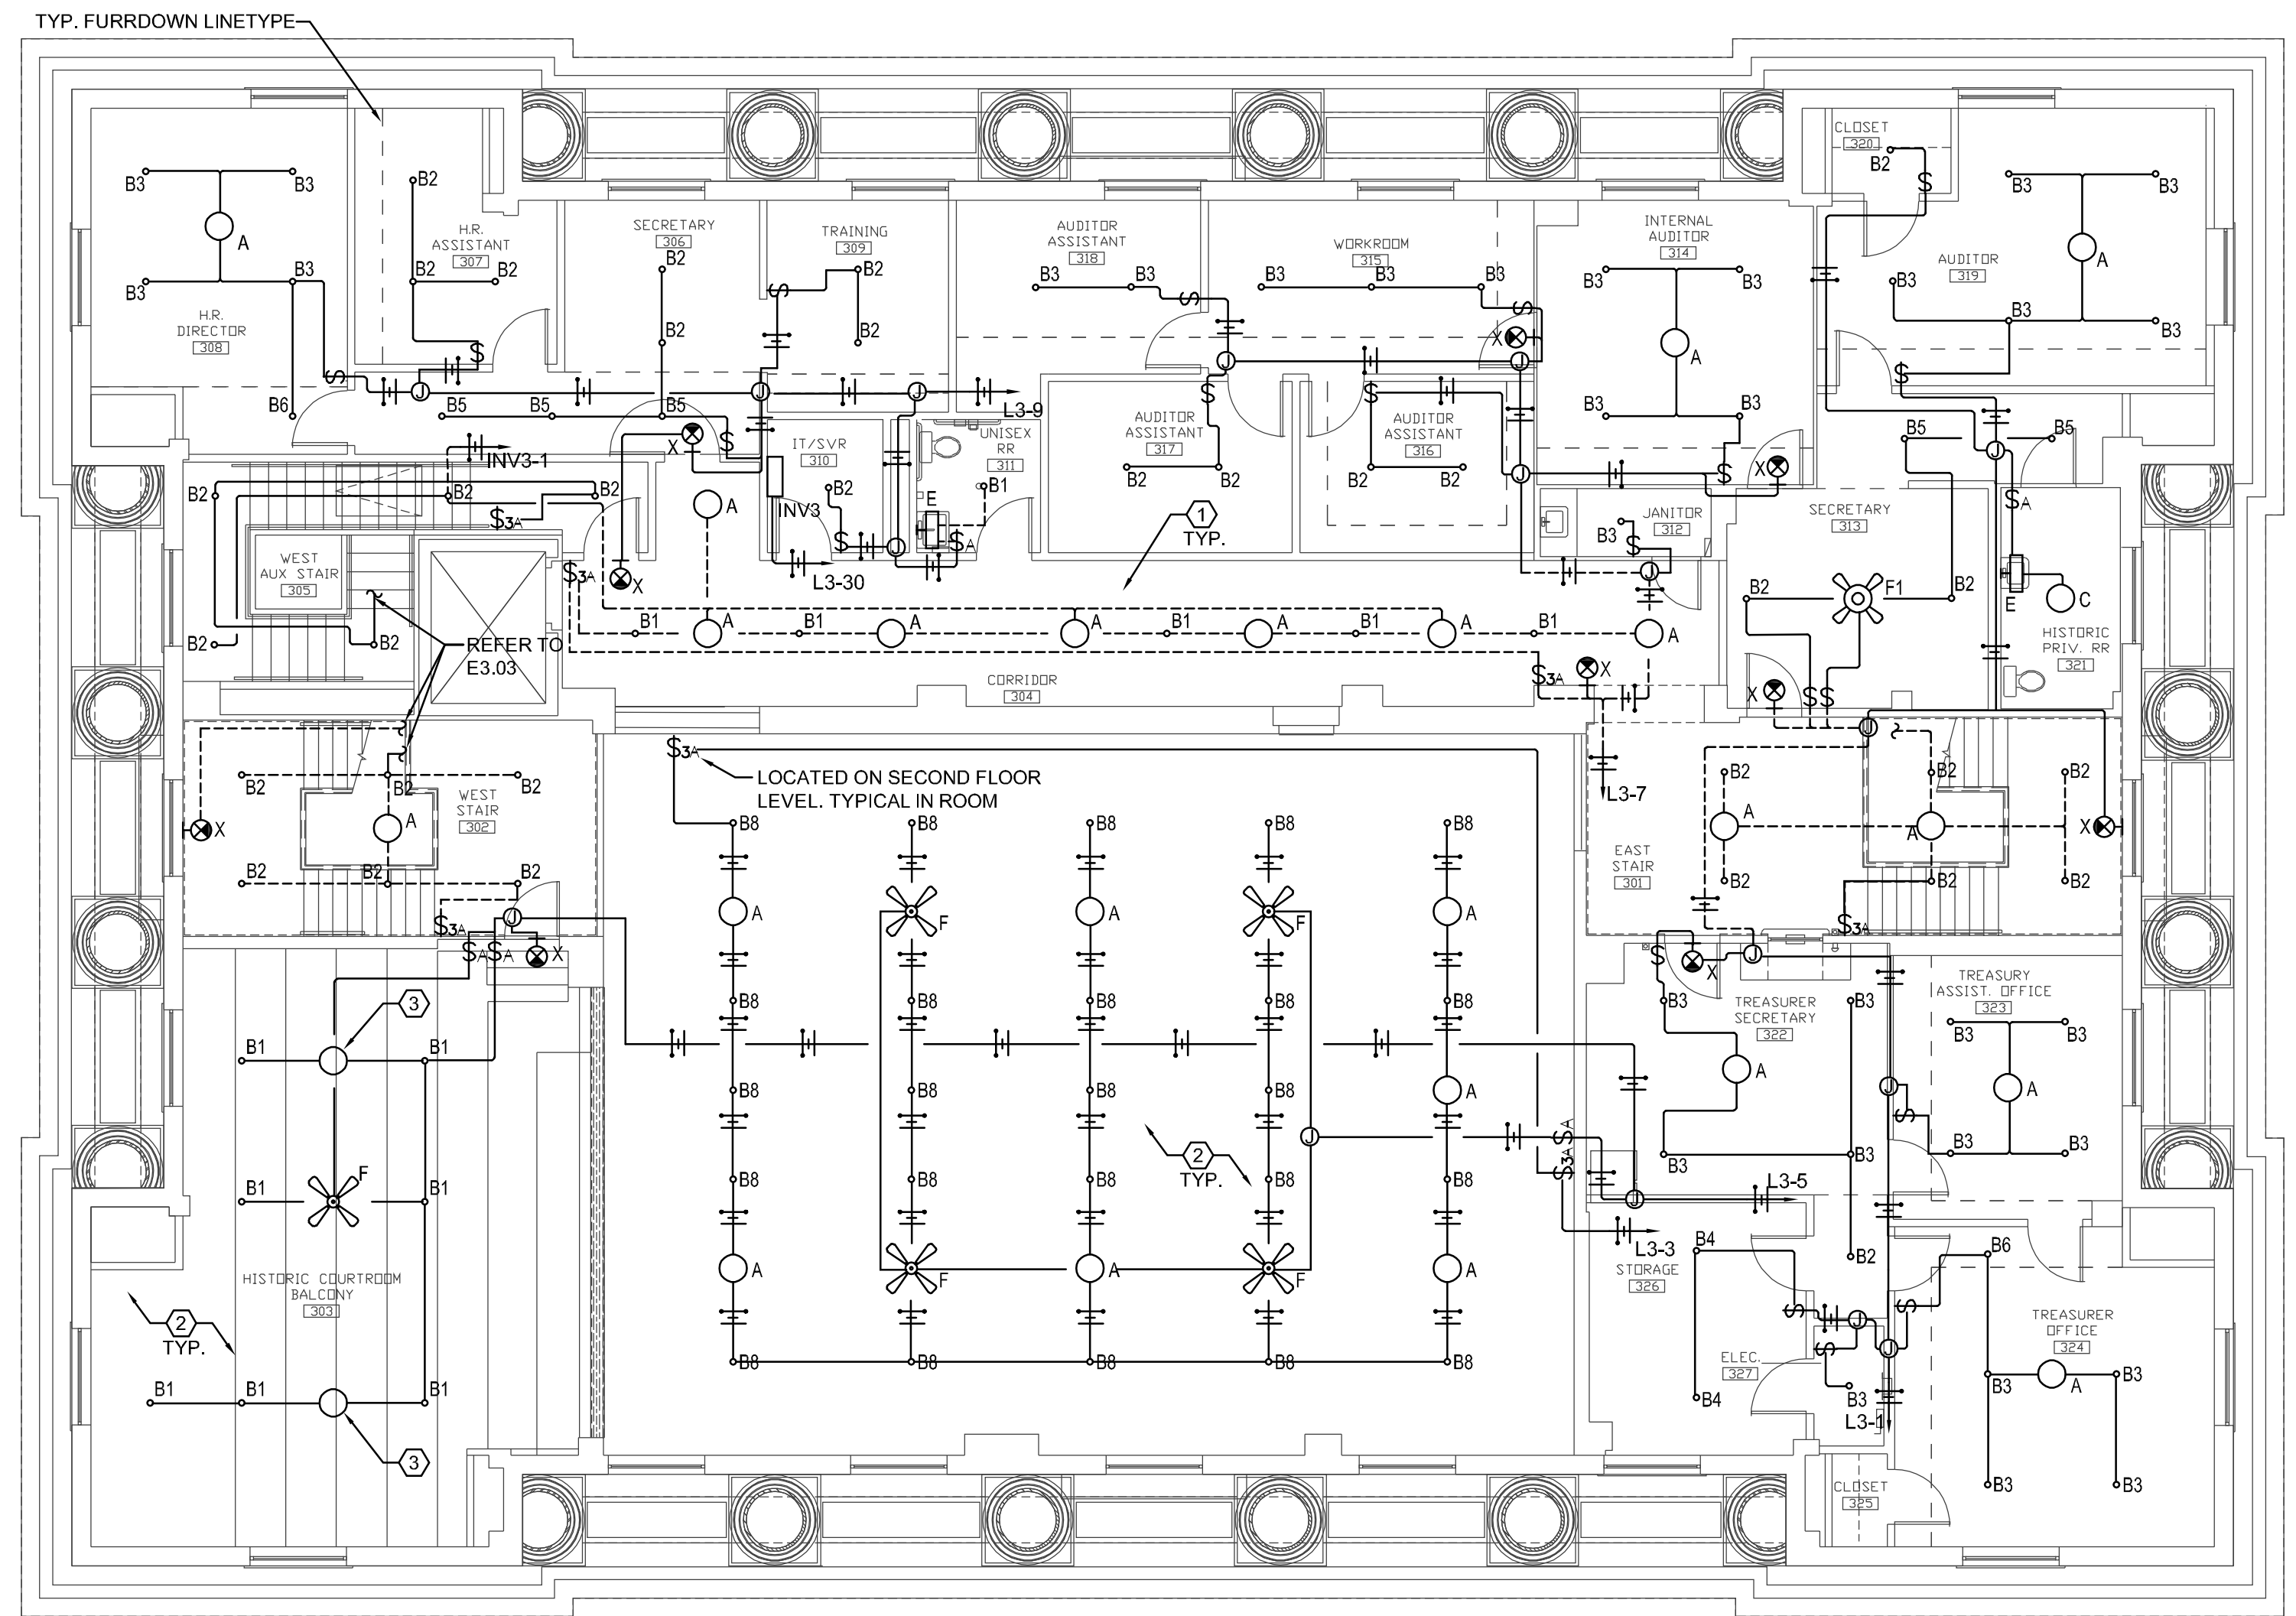 TYP. FURRDOWN LINETYPE
CLOSET
320
B2
B3
B3
B2
B3
B3
H.R.
ASSISTANT
307
SECRETARY
306
TRAINING
309
AUDITOR
ASSISTANT
318
WORKROOM
315
INTERNAL
AUDITOR
314
A
A
AUDITOR
319
B3
B3
B2
B2
B2
B2
B3
B3
B3
B3
B3
B3
B3
B3
B3
B3
H.R.
DIRECTOR
308
B2
B2
X
A
B6
B5
B5
B5
L3-9
B3
B3
AUDITOR
ASSISTANT
317
AUDITOR
ASSISTANT
316
B5
B5
X
INV3-1
IT/SVR
310
UNISEX
RR
311
B2
B2
X
B2
B2
B2
A
B2
B1
E
INV3
3A
A
JANITOR
312
B3
SECRETARY
313
A
1
TYP.
WEST
AUX STAIR
305
3A
X
L3-30
B2
F1
B2
E
C
B2
B2
REFER TO
E3.03
B1
A
B1
A
A
B1
A
B1
A
B1
A
HISTORIC
PRIV. RR
321
CORRIDOR
304
3A
X
X
3A
LOCATED ON SECOND FLOOR
LEVEL. TYPICAL IN ROOM
L3-7
B2
B2
B2
B2
B2
B2
WEST
STAIR
302
X
A
B8
B8
B8
B8
B8
A
A
X
EAST
STAIR
301
B2
B2
B2
B2
B2
B2
3A
A
F
A
F
A
3A
A
A
X
X
3
B8
B8
B8
B8
B3
B3
TREASURER
SECRETARY
322
TREASURY
ASSIST. OFFICE
323
B3
B3
B1
B1
B8
B8
B8
B8
A
A
A
2
TYP.
A
3A
B3
B3
B3
B3
B1
F
B1
B8
B8
B8
B8
B8
L3-5
L3-3
B4
B2
B6
HISTORIC COURTROOM
BALCONY
303
A
F
A
F
A
STORAGE
326
2
TYP.
TREASURER
OFFICE
324
B8
B8
B8
B8
B8
ELEC.
327
B1
B1
B1
B4
B3
B3
A
B3
L3-1
3
CLOSET
325
B3
B3